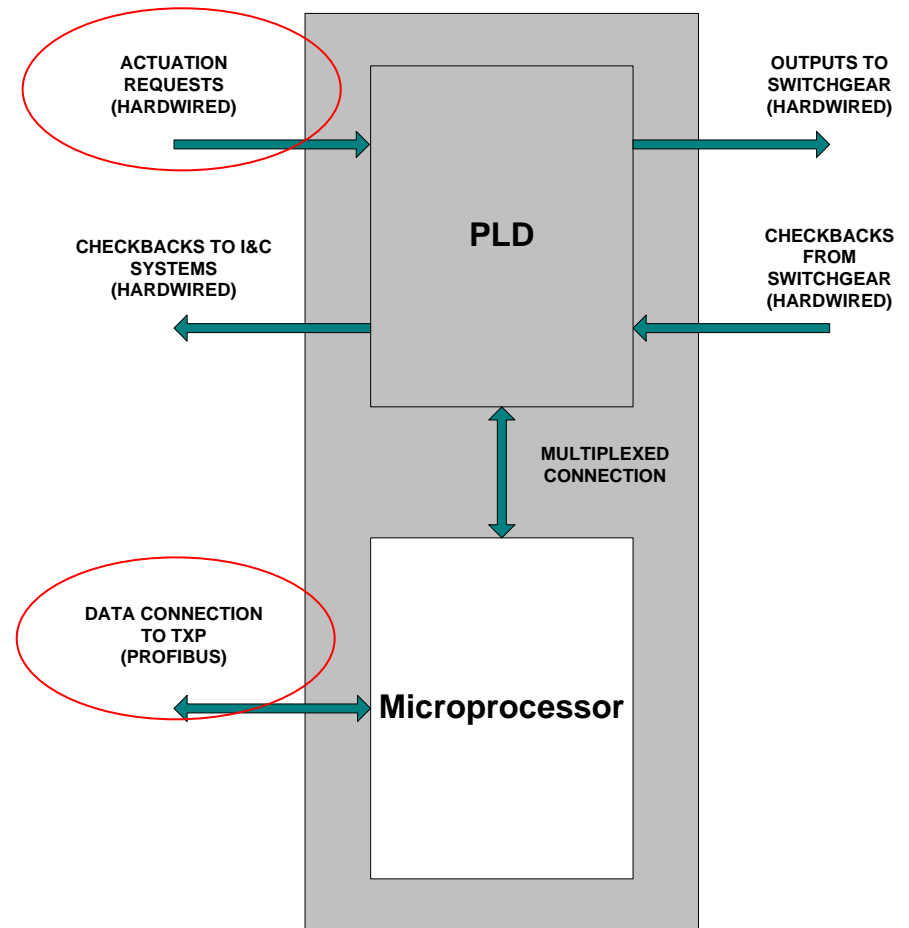 ACTUATION
REQUESTS
(HARDWIRED)
OUTPUTS TO
SWITCHGEAR
(HARDWIRED)
PLD
CHECKBACKS TO I&C
SYSTEMS
(HARDWIRED)
CHECKBACKS
FROM
SWITCHGEAR
(HARDWIRED)
MULTIPLEXED
CONNECTION
DATA CONNECTION
TO TXP
(PROFIBUS)
Microprocessor